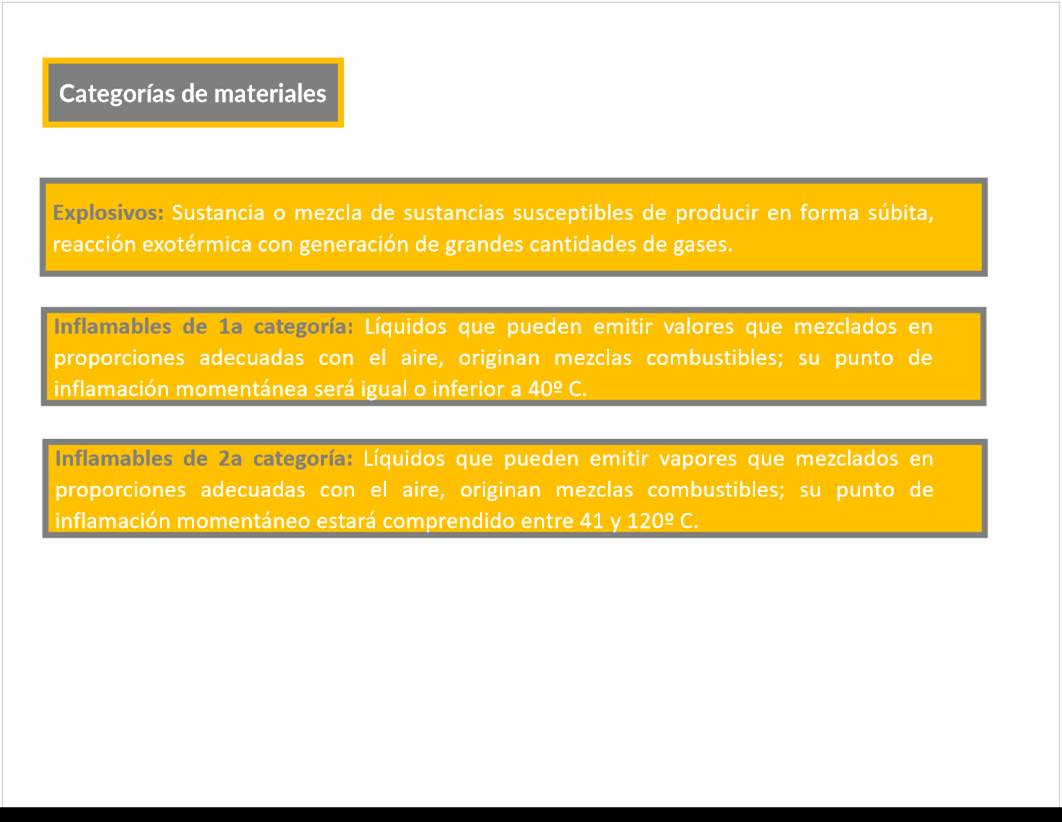 Categorías de materiales
Explosivos: Sustancia o mezcla de sustancias susceptibles de producir en forma súbita,
reacción exotérmica con generación de grandes cantidades de gases.
Inflamables de 1a categoría: Líquidos que pueden emitir valores que mezclados en
proporciones adecuadas con el aire, originan mezclas combustibles; su punto de
inflamación momentánea será igual o inferior a 40º C.
Inflamables de 2a categoría: Líquidos que pueden emitir vapores que mezclados en
proporciones adecuadas con el aire, originan mezclas combustibles; su punto de
inflamación momentáneo estará comprendido entre 41 y 120º C.